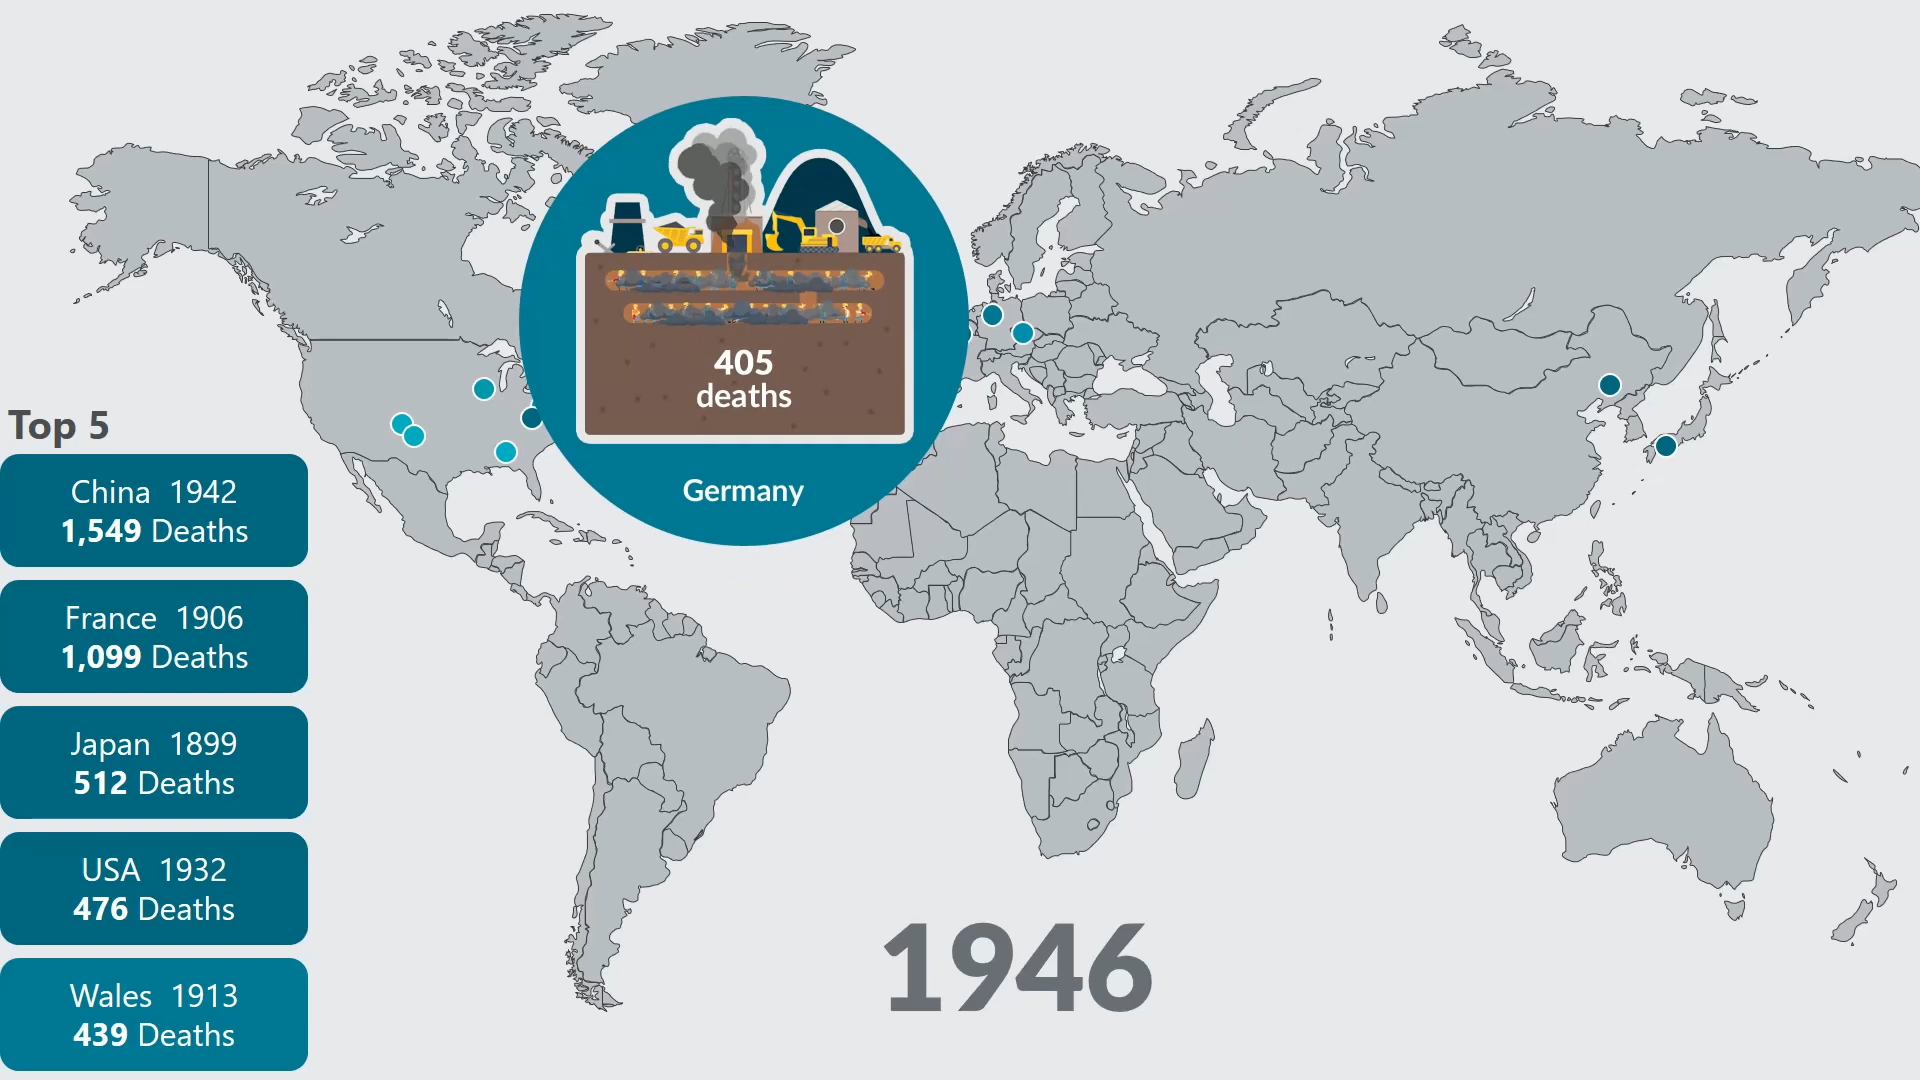 405
deaths
Germany
Top 5
China 1942
1,549 Deaths
France 1906
1,099 Deaths
Japan 1899
512 Deaths
USA 1932
476 Deaths
Wales 1913
439 Deaths
1946